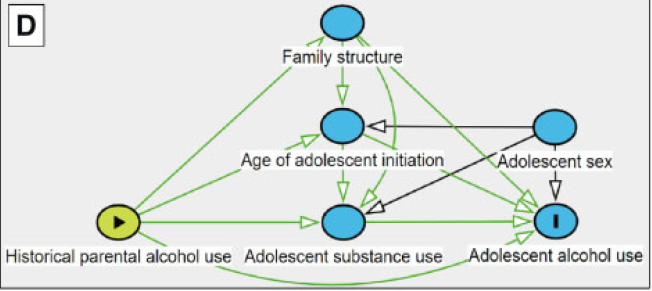 D
Family structure
Age of adolescent initiation
Adolescent sex
Historical parental alcohol use
Adolescent substance use
Adolescent alcohol use